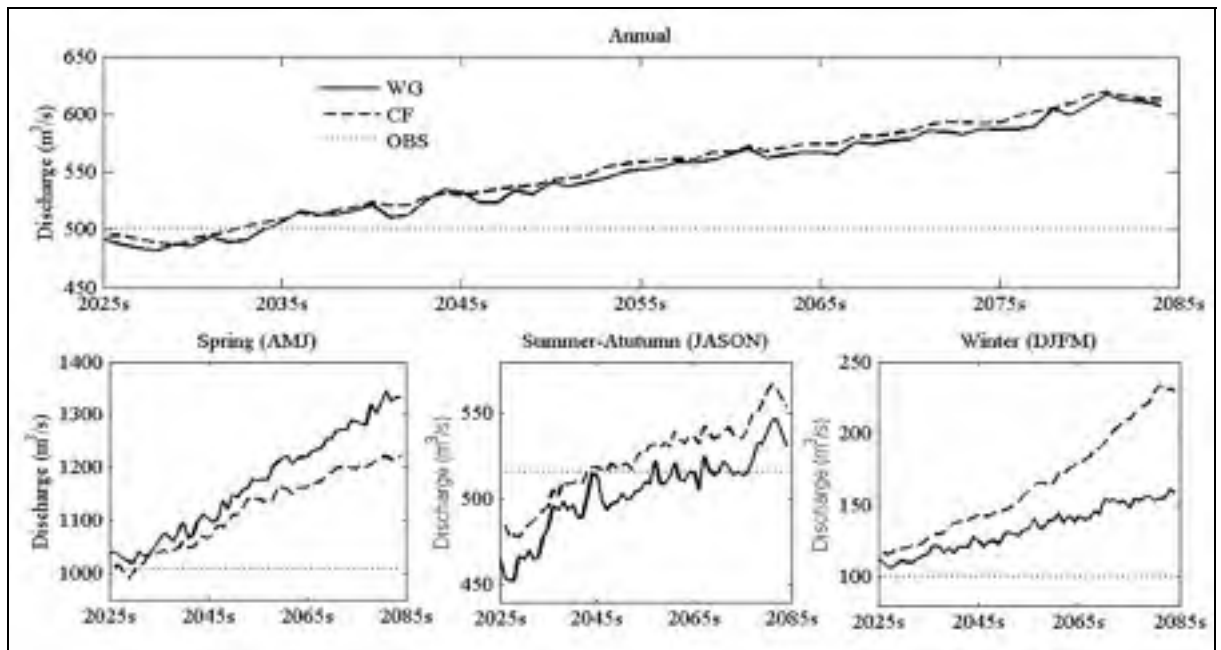 Annual
Discharge (m³/s)
650
600
550
500
450
WG
CF
OBS
2025s 2035s 2045s 2055s 2065s 2075s 2085s
Spring (AMJ)
Discharge (m³/s)
1400
1300
1200
1100
1000
2025s 2045s 2065s 2085s
Summer-Atutumn (JASON)
Discharge (m³/s)
550
500
450
2025s 2045s 2065s 2085s
Winter (DJFM)
Discharge (m³/s)
250
200
150
100
2025s 2045s 2065s 2085s